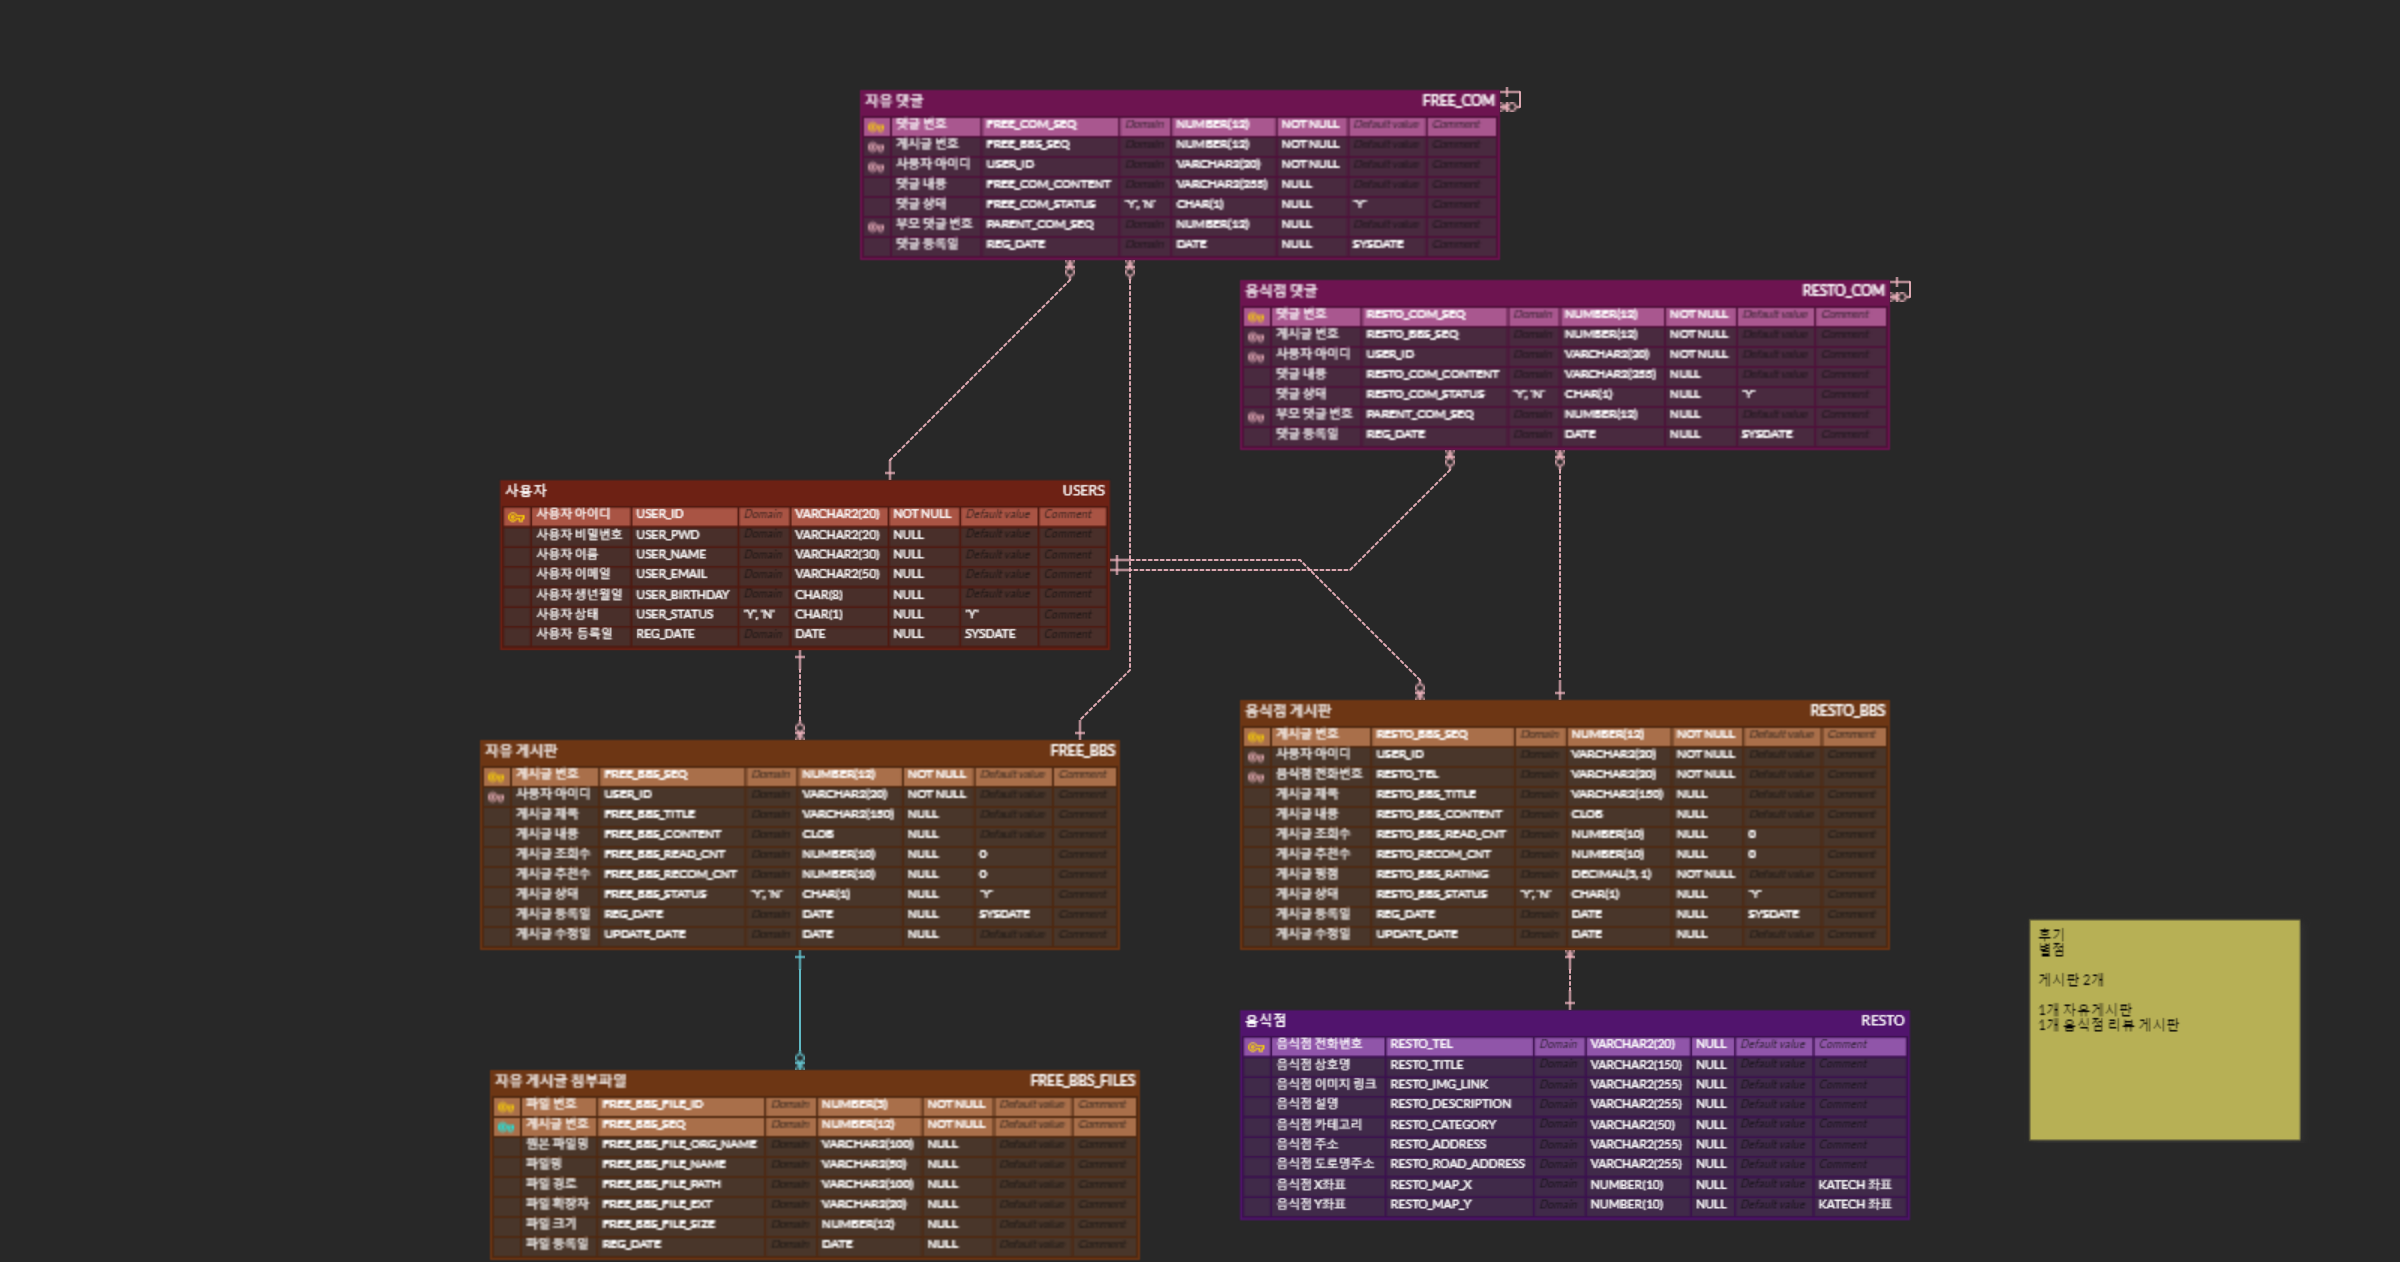 자유 댓글 FREE_COM
댓글 번호 FREE_COM_SEQ Domain NUMBER(12) NOT NULL Default value Comment
게시글 번호 FREE_BBS_SEQ Domain NUMBER(12) NOT NULL Default value Comment
사용자 아이디 USER_ID Domain VARCHAR2(20) NOT NULL Default value Comment
댓글 내용 FREE_COM_CONTENT Domain VARCHAR2(255) NULL Default value Comment
댓글 상태 FREE_COM_STATUS 'Y', 'N' CHAR(1) NULL 'Y' Comment
부모 댓글 번호 PARENT_COM_SEQ Domain NUMBER(12) NULL Default value Comment
댓글 등록일 REG_DATE Domain DATE NULL SYSDATE Comment
음식점 댓글 RESTO_COM
댓글 번호 RESTO_COM_SEQ Domain NUMBER(12) NOT NULL Default value Comment
게시글 번호 RESTO_BBS_SEQ Domain NUMBER(12) NOT NULL Default value Comment
사용자 아이디 USER_ID Domain VARCHAR2(20) NOT NULL Default value Comment
댓글 내용 RESTO_COM_CONTENT Domain VARCHAR2(255) NULL Default value Comment
댓글 상태 RESTO_COM_STATUS 'Y', 'N' CHAR(1) NULL 'Y' Comment
부모 댓글 번호 PARENT_COM_SEQ Domain NUMBER(12) NULL Default value Comment
댓글 등록일 REG_DATE Domain DATE NULL SYSDATE Comment
사용자 USERS
사용자 아이디 USER_ID Domain VARCHAR2(20) NOT NULL Default value Comment
사용자 비밀번호 USER_PWD Domain VARCHAR2(20) NULL Default value Comment
사용자 이름 USER_NAME Domain VARCHAR2(30) NULL Default value Comment
사용자 이메일 USER_EMAIL Domain VARCHAR2(50) NULL Default value Comment
사용자 생년월일 USER_BIRTHDAY Domain CHAR(8) NULL Default value Comment
사용자 상태 USER_STATUS 'Y', 'N' CHAR(1) NULL 'Y' Comment
사용자 등록일 REG_DATE Domain DATE NULL SYSDATE Comment
자유 게시판 FREE_BBS
게시글 번호 FREE_BBS_SEQ Domain NUMBER(12) NOT NULL Default value Comment
사용자 아이디 USER_ID Domain VARCHAR2(20) NOT NULL Default value Comment
게시글 제목 FREE_BBS_TITLE Domain VARCHAR2(150) NULL Default value Comment
게시글 내용 FREE_BBS_CONTENT Domain CLOB NULL Default value Comment
게시글 조회수 FREE_BBS_READ_CNT Domain NUMBER(10) NULL 0 Comment
게시글 추천수 FREE_BBS_RECOM_CNT Domain NUMBER(10) NULL 0 Comment
게시글 상태 FREE_BBS_STATUS 'Y', 'N' CHAR(1) NULL 'Y' Comment
게시글 등록일 REG_DATE Domain DATE NULL SYSDATE Comment
게시글 수정일 UPDATE_DATE Domain DATE NULL Default value Comment
음식점 게시판 RESTO_BBS
게시글 번호 RESTO_BBS_SEQ Domain NUMBER(12) NOT NULL Default value Comment
사용자 아이디 USER_ID Domain VARCHAR2(20) NOT NULL Default value Comment
음식점 전화번호 RESTO_TEL Domain VARCHAR2(20) NOT NULL Default value Comment
게시글 제목 RESTO_BBS_TITLE Domain VARCHAR2(150) NULL Default value Comment
게시글 내용 RESTO_BBS_CONTENT Domain CLOB NULL Default value Comment
게시글 조회수 RESTO_BBS_READ_CNT Domain NUMBER(10) NULL 0 Comment
게시글 추천수 RESTO_RECOM_CNT Domain NUMBER(10) NULL 0 Comment
게시글 평점 RESTO_BBS_RATING Domain DECIMAL(3, 1) NOT NULL Default value Comment
게시글 상태 RESTO_BBS_STATUS 'Y', 'N' CHAR(1) NULL 'Y' Comment
게시글 등록일 REG_DATE Domain DATE NULL SYSDATE Comment
게시글 수정일 UPDATE_DATE Domain DATE NULL Default value Comment
후기
별점
게시판 2개
1개 자유게시판
1개 음식점 리뷰 게시판
자유 게시글 첨부파일 FREE_BBS_FILES
파일 번호 FREE_BBS_FILE_ID Domain NUMBER(3) NOT NULL Default value Comment
게시글 번호 FREE_BBS_SEQ Domain NUMBER(12) NOT NULL Default value Comment
원본 파일명 FREE_BBS_FILE_ORG_NAME Domain VARCHAR2(100) NULL Default value Comment
파일명 FREE_BBS_FILE_NAME Domain VARCHAR2(50) NULL Default value Comment
파일 경로 FREE_BBS_FILE_PATH Domain VARCHAR2(100) NULL Default value Comment
파일 확장자 FREE_BBS_FILE_EXT Domain VARCHAR2(20) NULL Default value Comment
파일 크기 FREE_BBS_FILE_SIZE Domain NUMBER(12) NULL Default value Comment
파일 등록일 REG_DATE Domain DATE NULL Default value Comment
음식점 RESTO
음식점 전화번호 RESTO_TEL Domain VARCHAR2(20) NULL Default value Comment
음식점 상호명 RESTO_TITLE Domain VARCHAR2(150) NULL Default value Comment
음식점 이미지 링크 RESTO_IMG_LINK Domain VARCHAR2(255) NULL Default value Comment
음식점 설명 RESTO_DESCRIPTION Domain VARCHAR2(255) NULL Default value Comment
음식점 카테고리 RESTO_CATEGORY Domain VARCHAR2(50) NULL Default value Comment
음식점 주소 RESTO_ADDRESS Domain VARCHAR2(255) NULL Default value Comment
음식점 도로명주소 RESTO_ROAD_ADDRESS Domain VARCHAR2(255) NULL Default value Comment
음식점 X좌표 RESTO_MAP_X Domain NUMBER(10) NULL Default value KATECH 좌표
음식점 Y좌표 RESTO_MAP_Y Domain NUMBER(10) NULL Default value KATECH 좌표